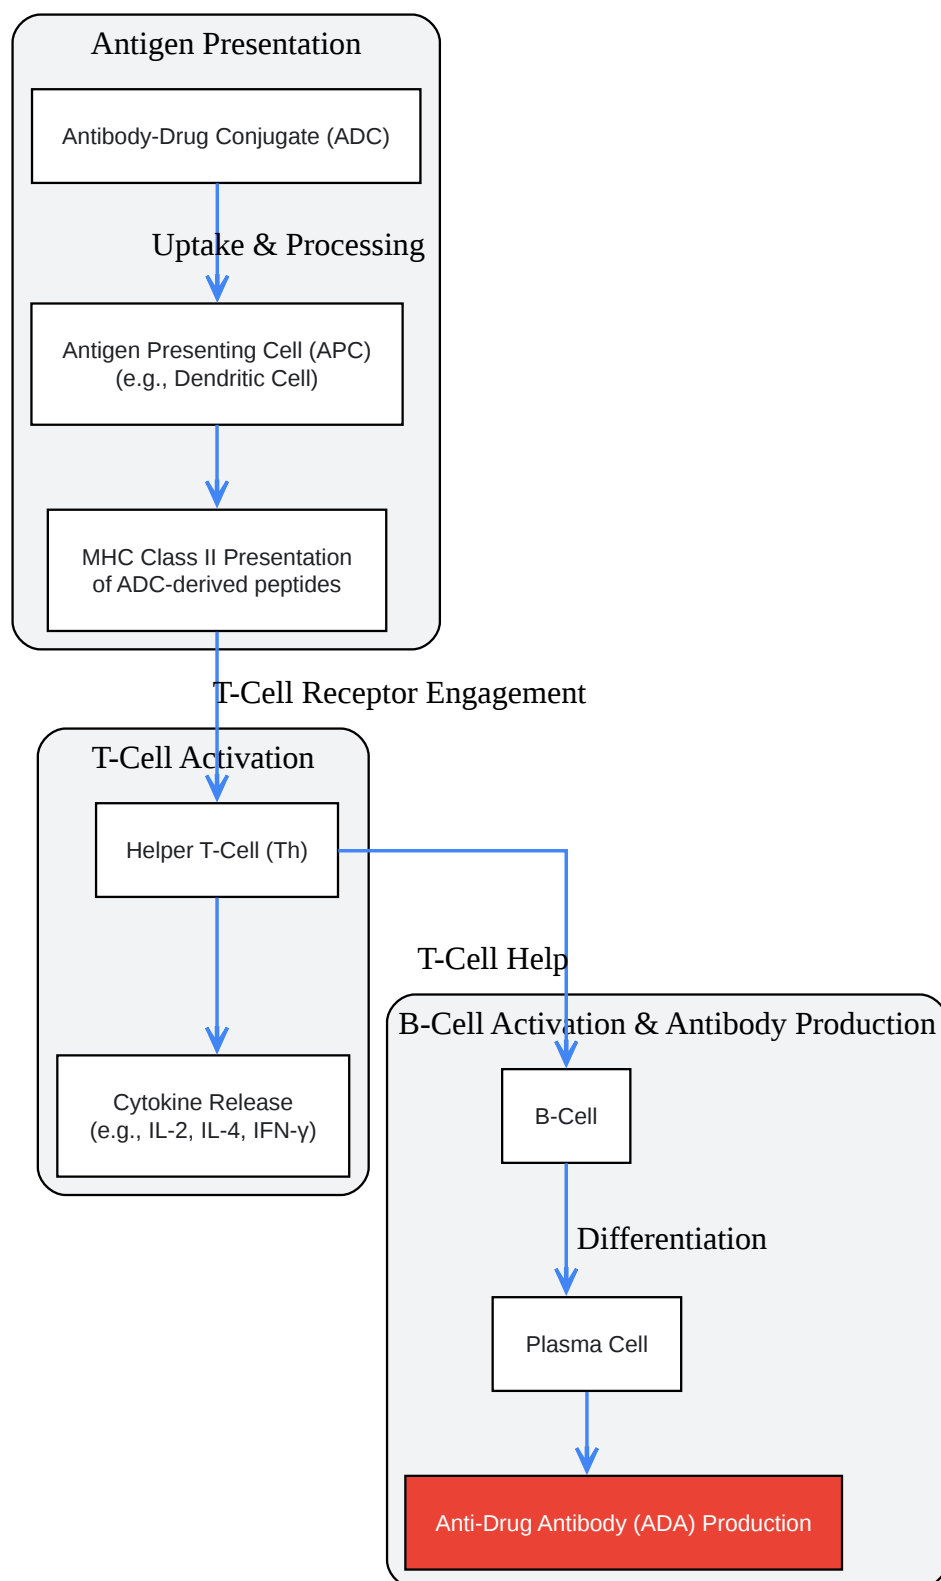 Antigen Presentation
Antibody-Drug Conjugate (ADC)
Uptake & Processing
Antigen Presenting Cell (APC)
(e.g., Dendritic Cell)
MHC Class II Presentation
of ADC-derived peptides
T-Cell Receptor Engagement
T-Cell Activation
Helper T-Cell (Th)
T-Cell Help
B-Cell Activation & Antibody Production
Cytokine Release
(e.g., IL-2, IL-4, IFN-γ)
B-Cell
Differentiation
Plasma Cell
Anti-Drug Antibody (ADA) Production